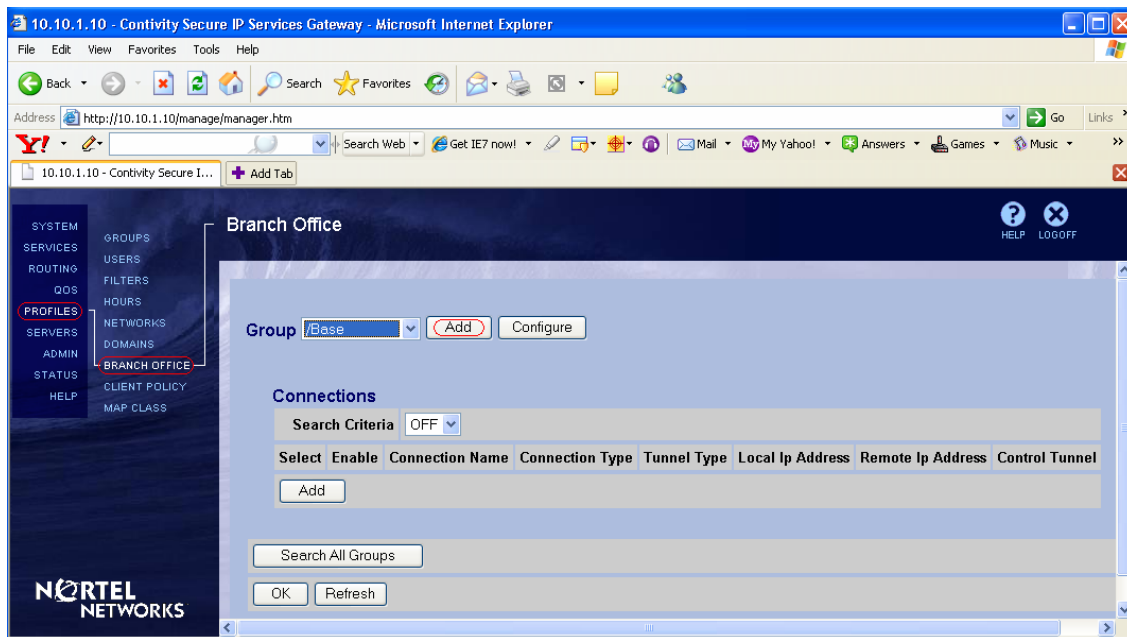 10.10.1.10 - Contivity Secure IP Services Gateway - Microsoft Internet Explorer
File Edit View Favorites Tools Help
Back Search Favorites
Address http://10.10.1.10/manage/manager.htm Go Links
Y! Search Web Get IE7 now! Mail My My Yahoo! Answers Games Music
10.10.1.10 - Contivity Secure I... Add Tab
Branch Office
HELP LOGOFF
SYSTEM
SERVICES
ROUTING
QOS
PROFILES
SERVERS
ADMIN
STATUS
HELP
GROUPS
USERS
FILTERS
HOURS
NETWORKS
DOMAINS
BRANCH OFFICE
CLIENT POLICY
MAP CLASS
Group /Base Add Configure
Connections
Search Criteria OFF
Select Enable Connection Name Connection Type Tunnel Type Local Ip Address Remote Ip Address Control Tunnel
Add
Search All Groups
OK Refresh
NORTEL
NETWORKS